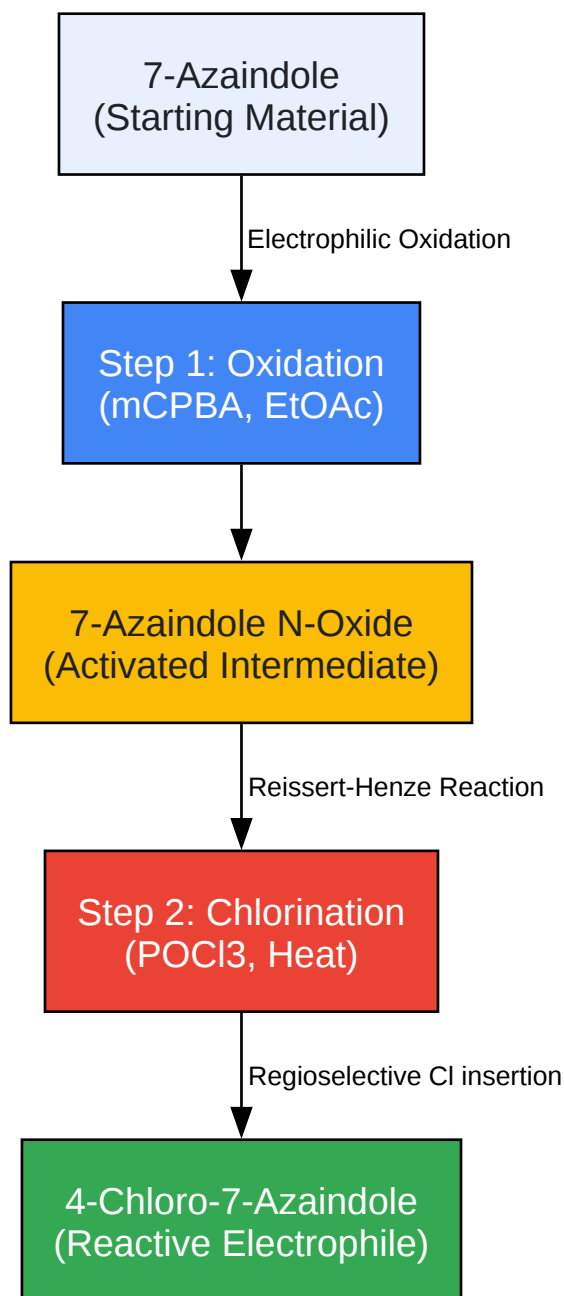 7-Azaindole
(Starting Material)
Electrophilic Oxidation
Step 1: Oxidation
(mCPBA, EtOAc)
7-Azaindole N-Oxide
(Activated Intermediate)
Reissert-Henze Reaction
Step 2: Chlorination
(POCl3, Heat)
Regioselective Cl insertion
4-Chloro-7-Azaindole
(Reactive Electrophile)